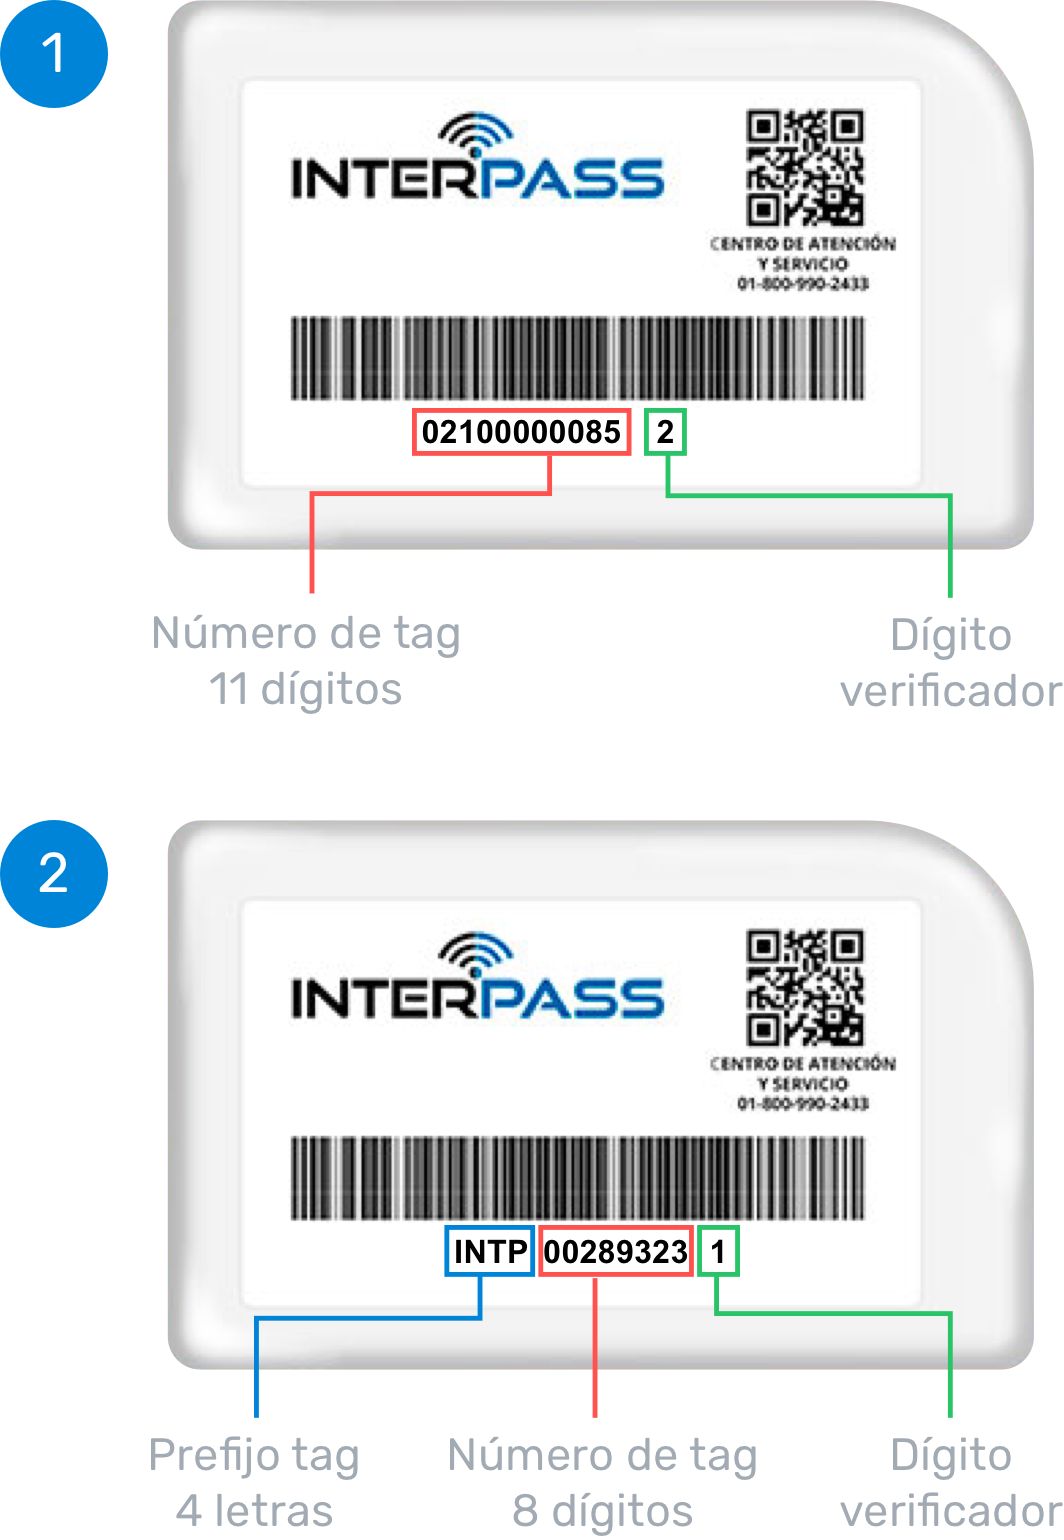 1
INTERPASS
CENTRO DE ATENCIÓN
Y SERVICIO
01-800-990-2433
02100000085 2
Número de tag
11 dígitos
Dígito
verificador
2
INTERPASS
CENTRO DE ATENCIÓN
Y SERVICIO
01-800-990-2433
INTP 00289323 1
Prefijo tag
4 letras
Número de tag
8 dígitos
Dígito
verificador